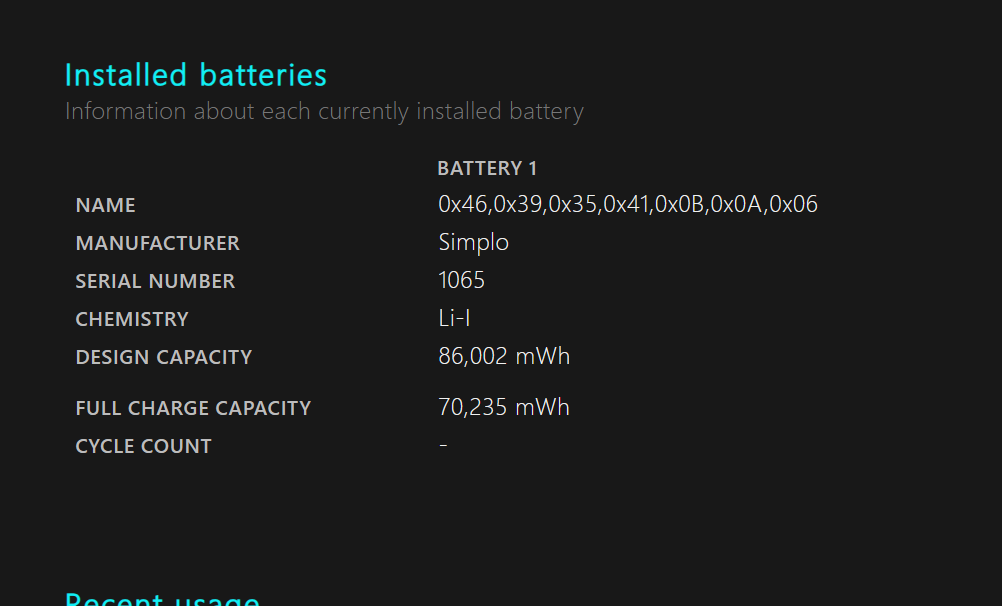 Installed batteries
Information about each currently installed battery
BATTERY 1
NAME 0x46,0x39,0x35,0x41,0x0B,0x0A,0x06
MANUFACTURER Simplo
SERIAL NUMBER 1065
CHEMISTRY Li-I
DESIGN CAPACITY 86,002 mWh
FULL CHARGE CAPACITY 70,235 mWh
CYCLE COUNT -
Recent usage